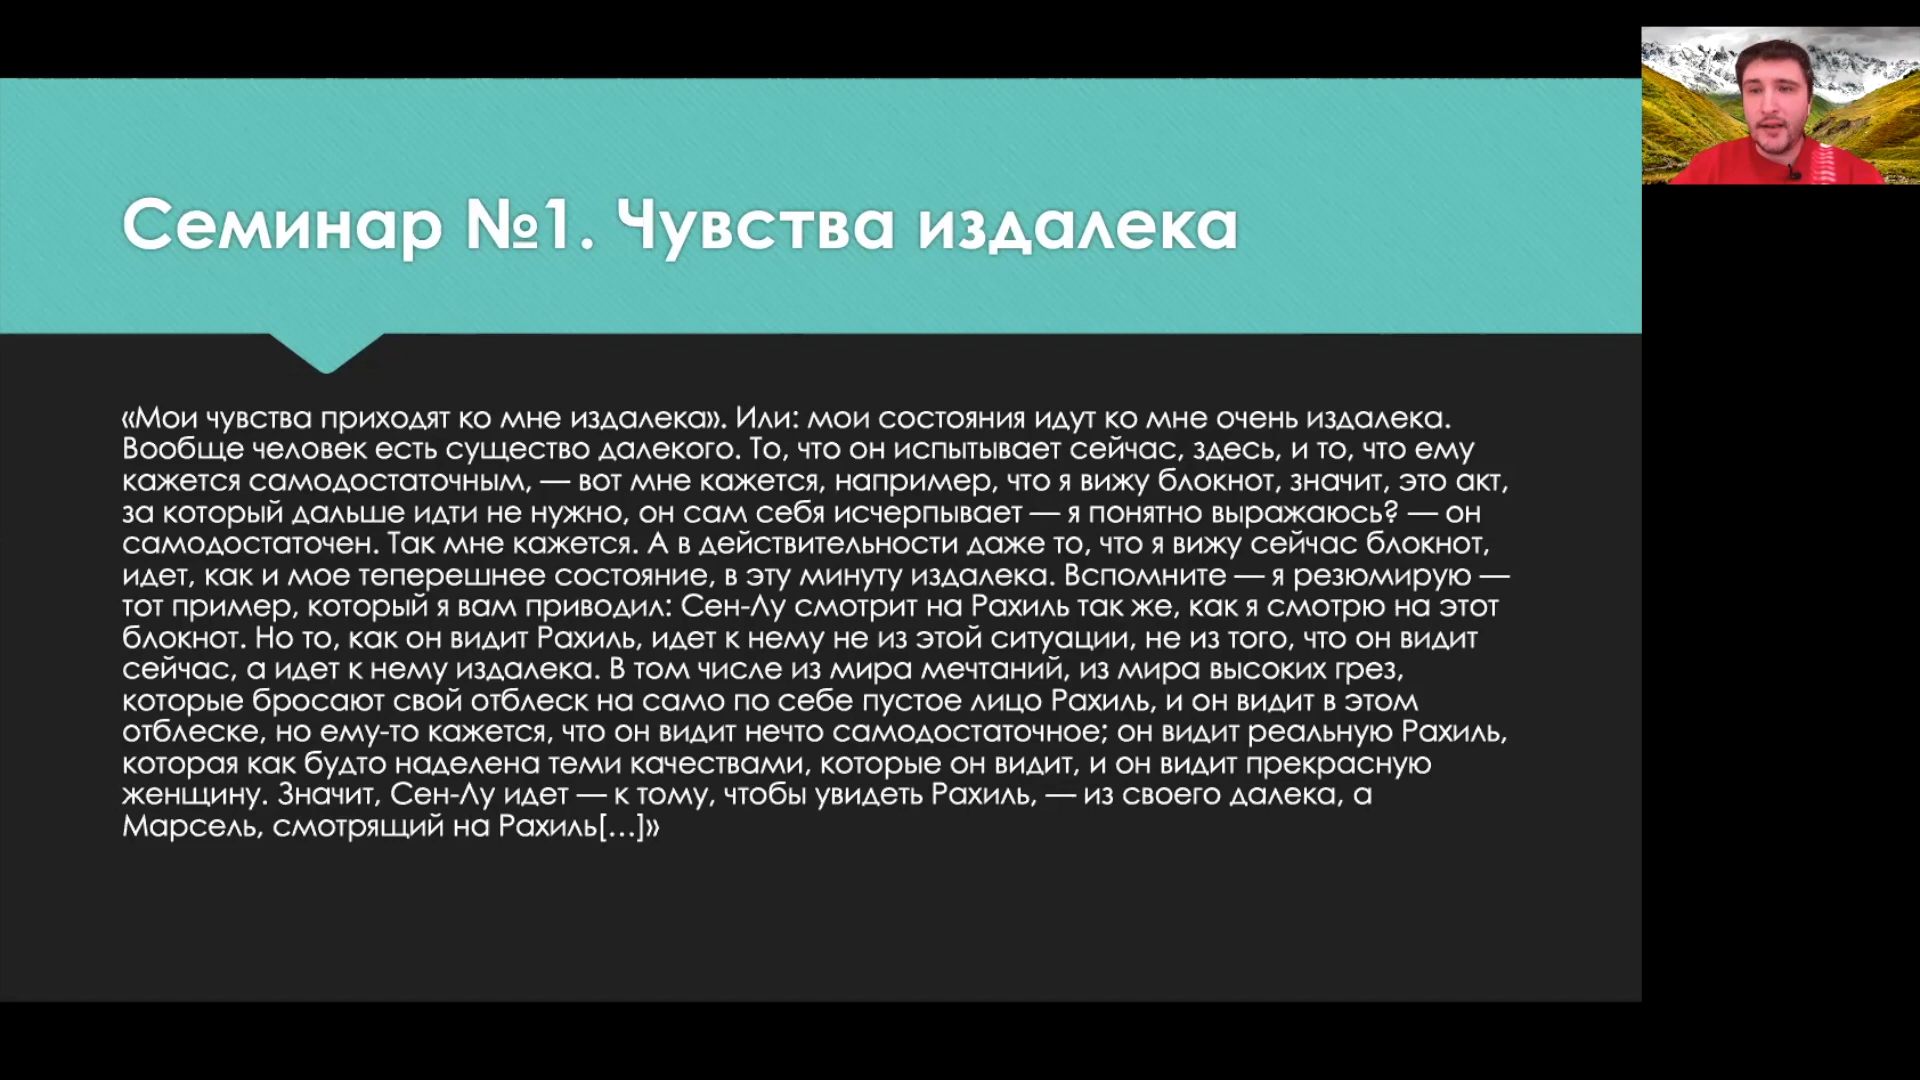 Семинар №1. Чувства издалека
«Мои чувства приходят ко мне издалека». Или: мои состояния идут ко мне очень издалека.
Вообще человек есть существо далекого. То, что он испытывает сейчас, здесь, и то, что ему
кажется самодостаточным, — вот мне кажется, например, что я вижу блокнот, значит, это акт,
за который дальше идти не нужно, он сам себя исчерпывает — я понятно выражаюсь? — он
самодостаточен. Так мне кажется. А в действительности даже то, что я вижу сейчас блокнот,
идет, как и мое теперешнее состояние, в эту минуту издалека. Вспомните — я резюмирую —
тот пример, который я вам приводил: Сен-Лу смотрит на Рахиль так же, как я смотрю на этот
блокнот. Но то, как он видит Рахиль, идет к нему не из этой ситуации, не из того, что он видит
сейчас, а идет к нему издалека. В том числе из мира мечтаний, из мира высоких грез,
которые бросают свой отблеск на само по себе пустое лицо Рахиль, и он видит в этом
отблеске, но ему-то кажется, что он видит нечто самодостаточное; он видит реальную Рахиль,
которая как будто наделена теми качествами, которые он видит, и он видит прекрасную
женщину. Значит, Сен-Лу идет — к тому, чтобы увидеть Рахиль, — из своего далека, а
Марсель, смотрящий на Рахиль[…]»